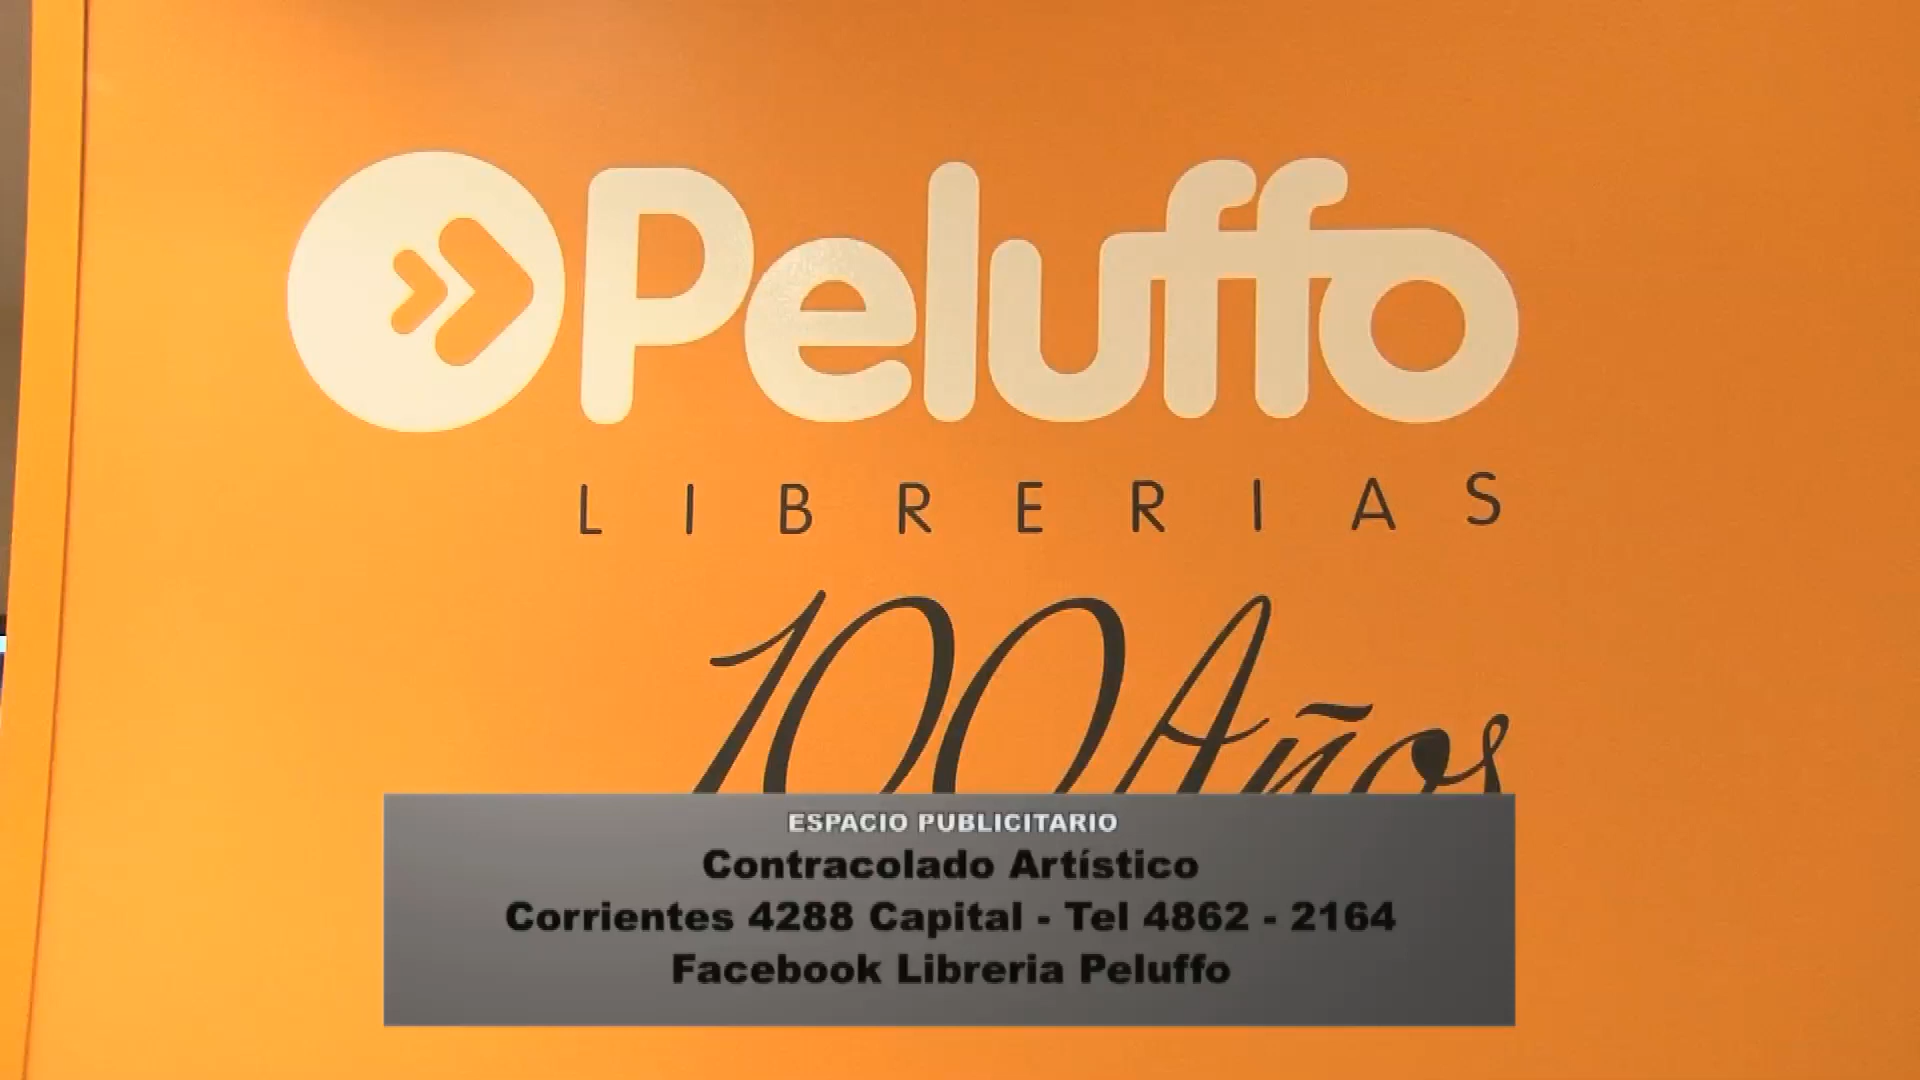 Peluffo
LIBRERIAS
100 Años
ESPACIO PUBLICITARIO
Contracolado Artístico
Corrientes 4288 Capital - Tel 4862 - 2164
Facebook Libreria Peluffo